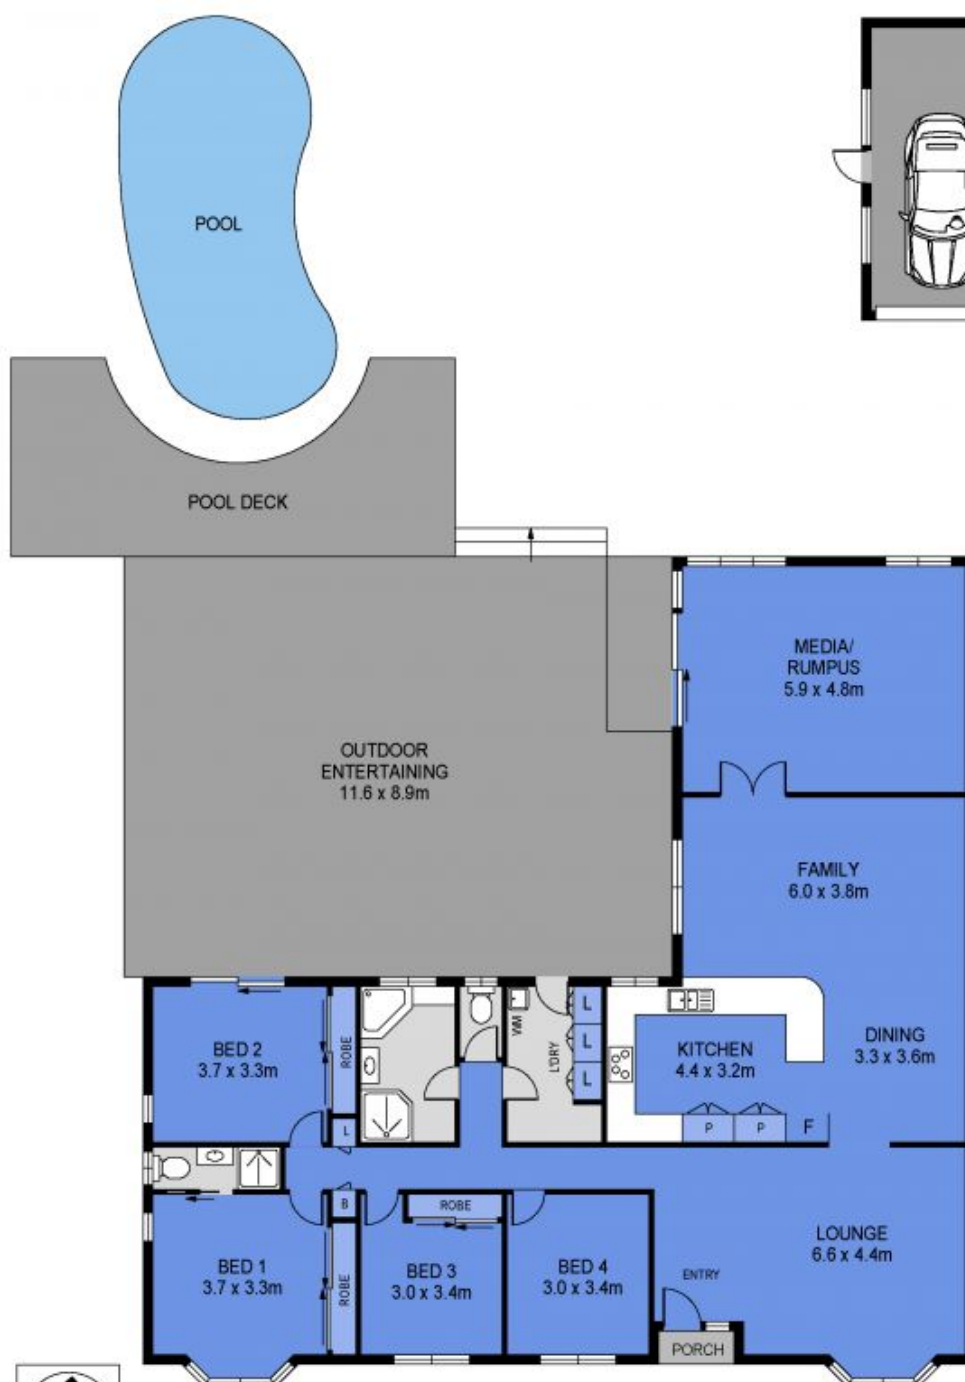 POOL
POOL DECK
MEDIA/
RUMPUS
5.9 x 4.8m
OUTDOOR
ENTERTAINING
11.6 x 8.9m
FAMILY
6.0 x 3.8m
BED 2
3.7 x 3.3m
ROBE
L
WM
L'DRY
L
L
L
KITCHEN
4.4 x 3.2m
P
P
F
DINING
3.3 x 3.6m
B
BED 1
3.7 x 3.3m
ROBE
ROBE
BED 3
3.0 x 3.4m
BED 4
3.0 x 3.4m
ENTRY
LOUNGE
6.6 x 4.4m
PORCH